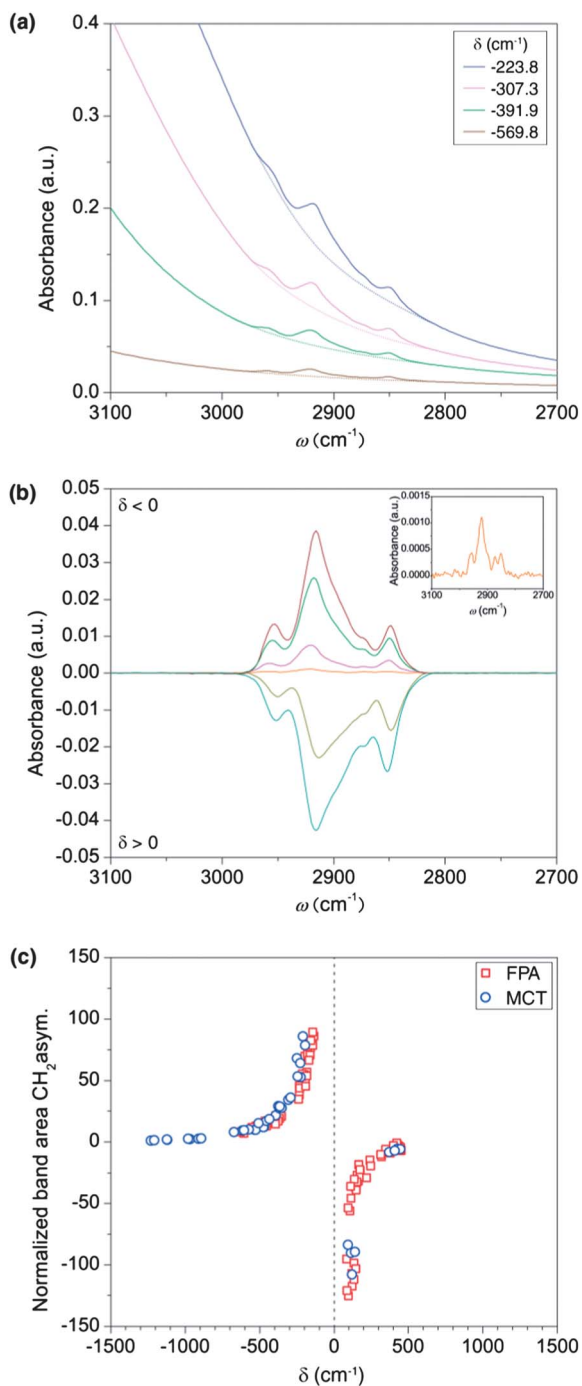 (a)
0.4
0.3
0.2
0.1
0.0
Absorbance (a.u.)
δ (cm-1)
-223.8
-307.3
-391.9
-569.8
3100 3000 2900 2800 2700
ω (cm-1)
(b)
0.05
0.04
0.03
0.02
0.01
0.00
-0.01
-0.02
-0.03
-0.04
-0.05
Absorbance (a.u.)
δ < 0
δ > 0
0.0015
0.0010
0.0005
0.0000
Absorbance (a.u.)
3100 2900 2700
ω (cm-1)
3100 3000 2900 2800 2700
ω (cm-1)
(c)
150
100
50
0
-50
-100
-150
Normalized band area CH2asym.
FPA
MCT
-1500 -1000 -500 0 500 1000 1500
δ (cm-1)